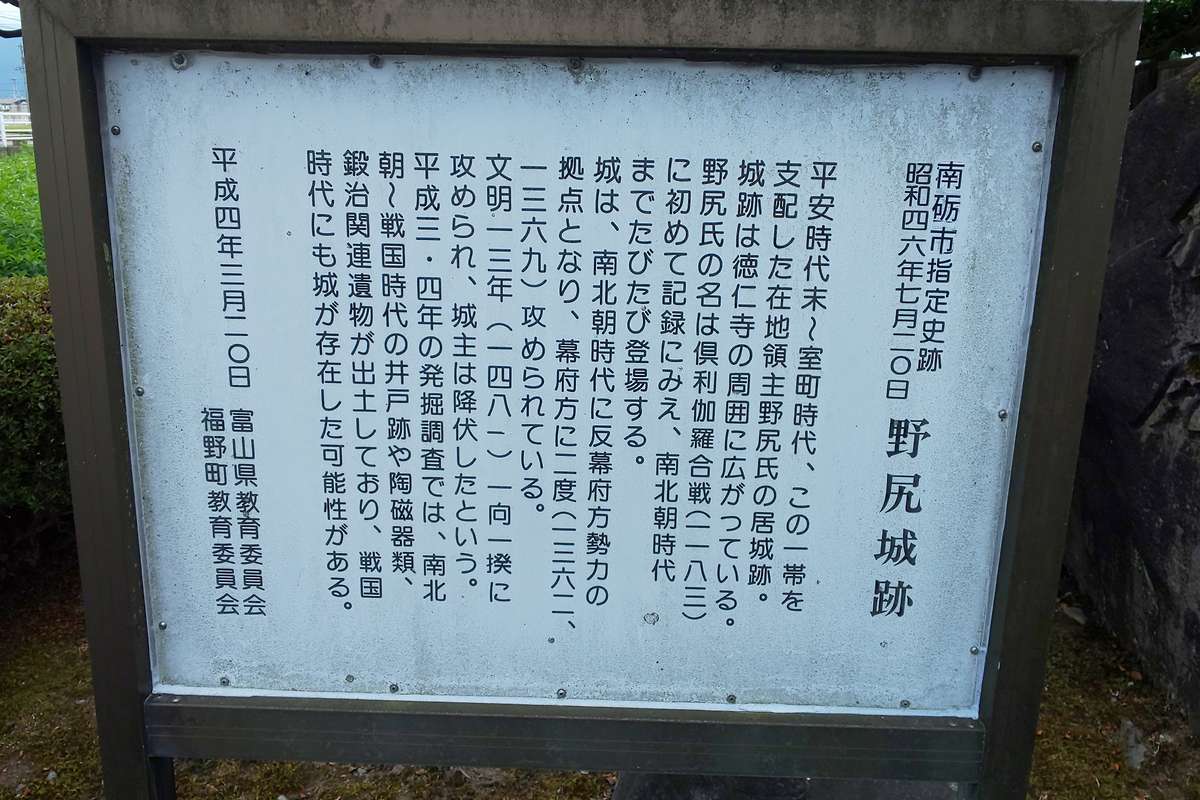 南砺市指定史跡
昭和四六年七月二〇日
野尻城跡
平安時代末～室町時代、この一帯を
支配した在地領主野尻氏の居城跡。
城跡は徳仁寺の周囲に広がっている。
野尻氏の名は倶利伽羅合戦(一一八三)
に初めて記録にみえ、南北朝時代
までたびたび登場する。
城は、南北朝時代に反幕府方勢力の
拠点となり、幕府方に二度(一三六二、
一三六九)攻められている。
文明一三年(一四八一)一向一揆に
攻められ、城主は降伏したという。
平成三・四年の発掘調査では、南北
朝～戦国時代の井戸跡や陶磁器類、
鍛冶関連遺物が出土しており、戦国
時代にも城が存在した可能性がある。
平成四年三月二〇日
富山県教育委員会
福野町教育委員会